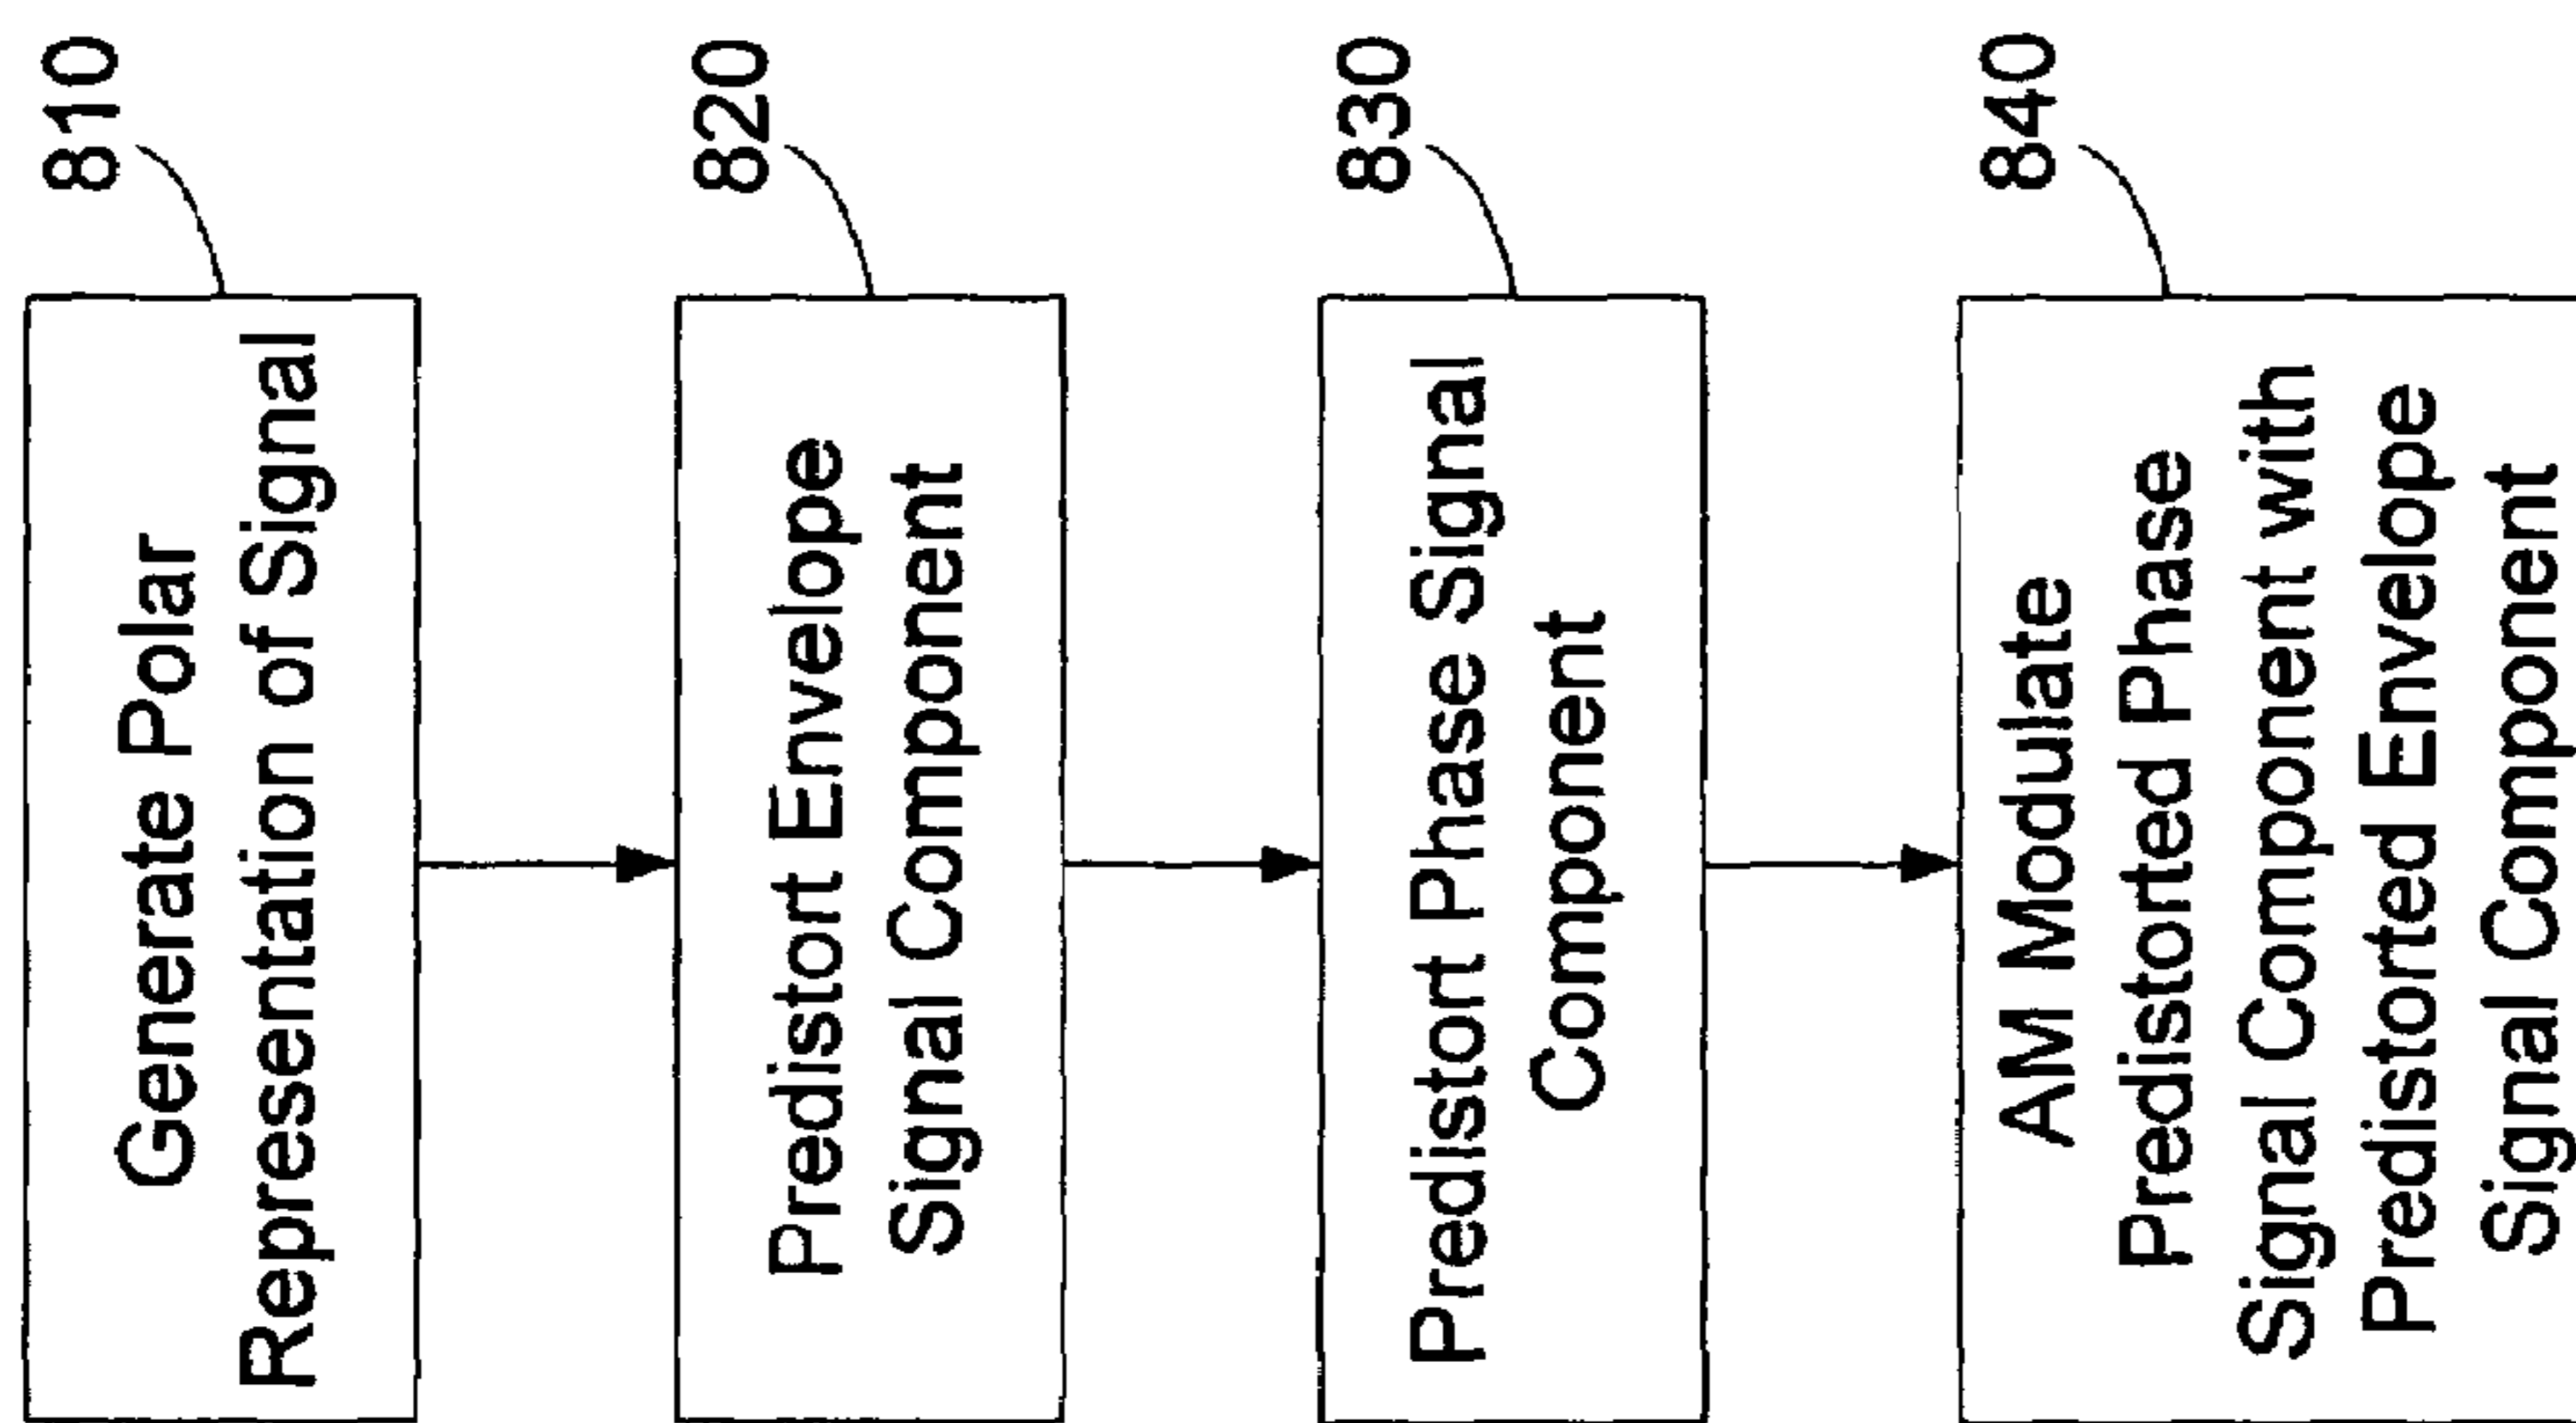 810
Generate Polar
Representation of Signal
820
Predistort Envelope
Signal Component
830
Predistort Phase Signal
Component
840
AM Modulate
Predistorted Phase
Signal Component with
Predistorted Envelope
Signal Component